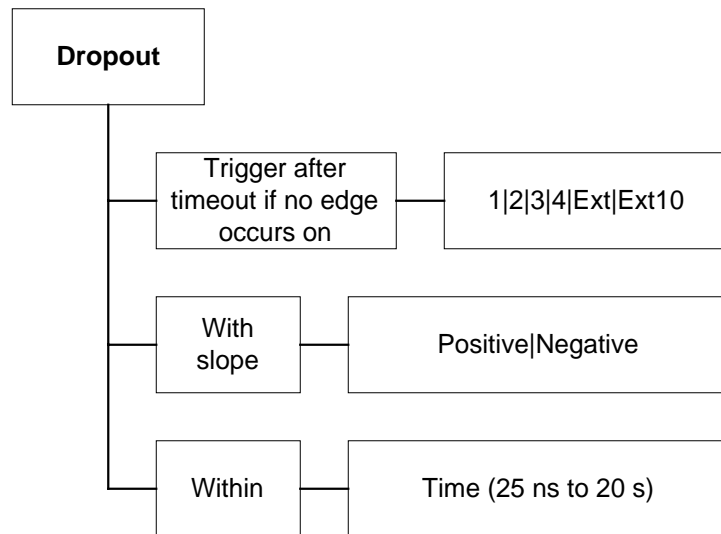 Dropout
Trigger after
timeout if no edge
occurs on
1|2|3|4|Ext|Ext10
With
slope
Positive|Negative
Within
Time (25 ns to 20 s)